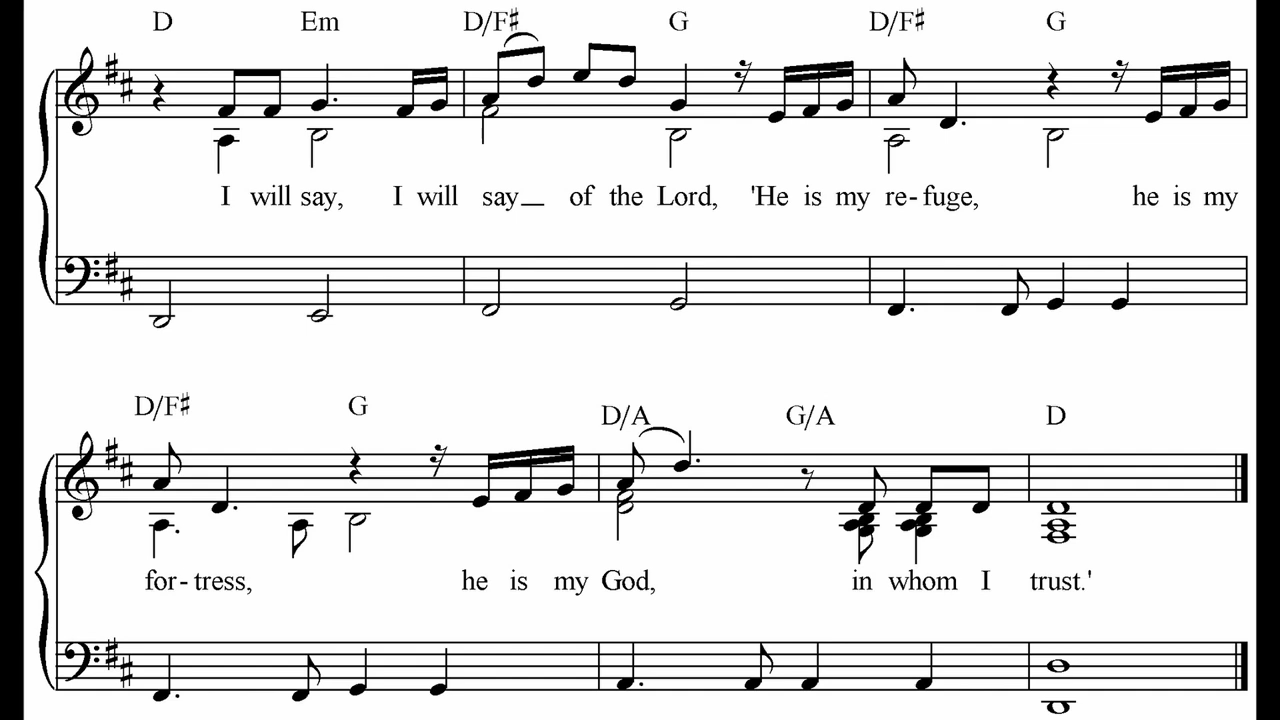 D Em D/F♯ G D/F♯ G
I will say, I will say__ of the Lord, 'He is my re-fuge, he is my
D/F♯ G D/A G/A D
for-tress, he is my God, in whom I trust.'